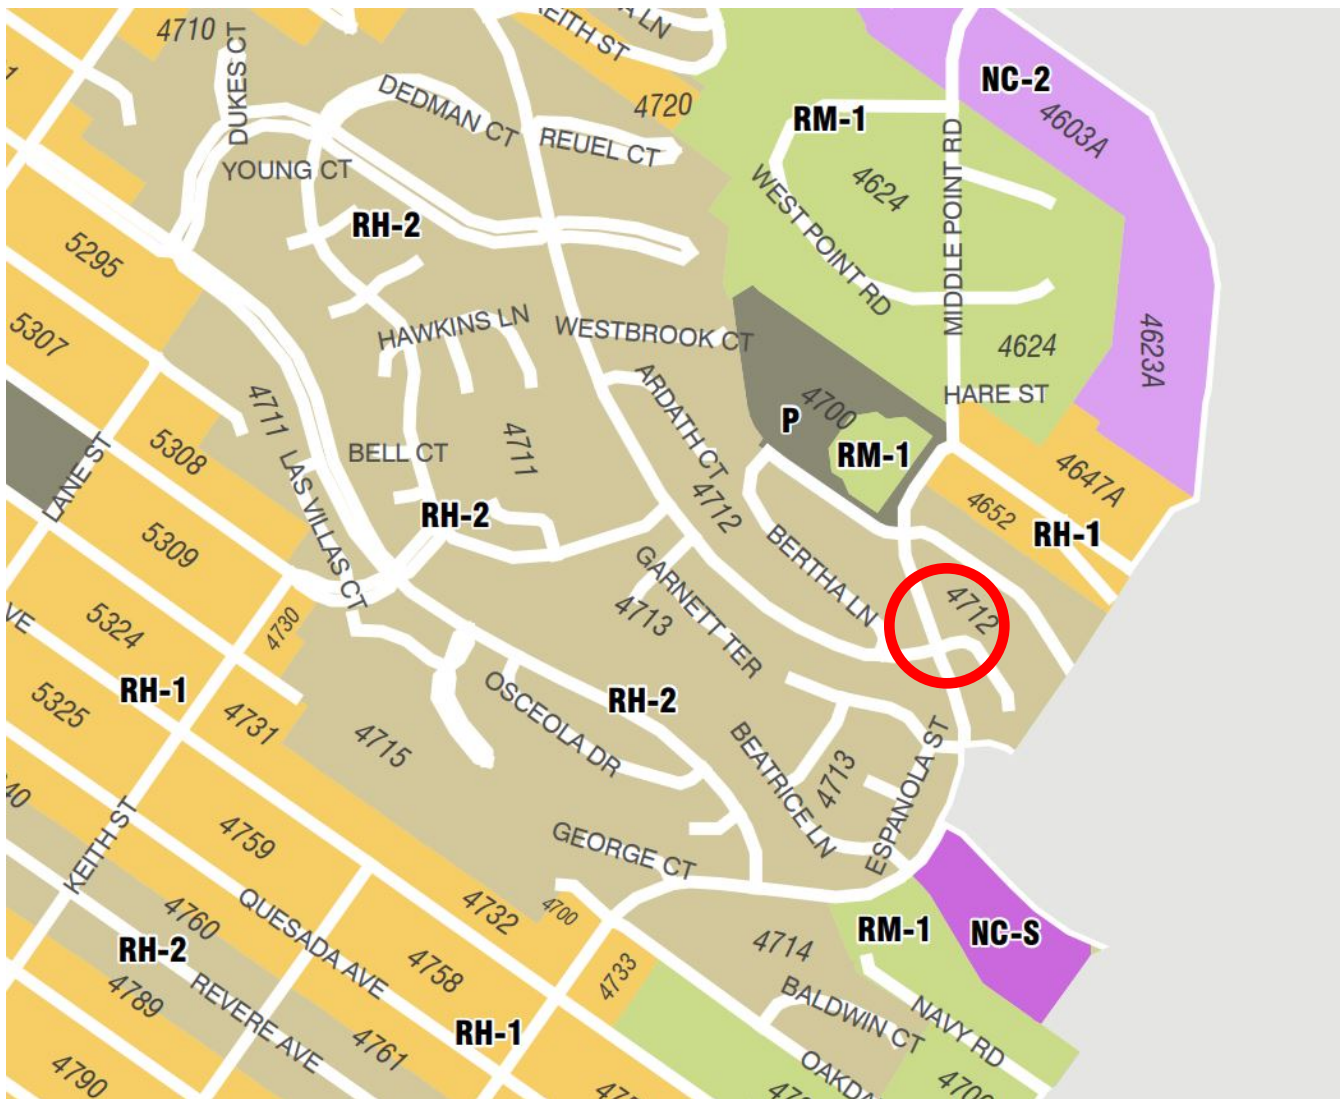 4710
DUKES CT
KEITH ST
A LN
NC-2
4603A
DEDMAN CT
4720
RM-1
REUEL CT
YOUNG CT
WEST POINT RD
4624
MIDDLE POINT RD
RH-2
5295
5307
HAWKINS LN
WESTBROOK CT
4624
4623A
HARE ST
ARDATH CT
4700
P
RM-1
4711
5308
BELL CT
4711
LAS VILLAS CT
LANE ST
4712
4647A
4652
RH-1
RH-2
5309
BERTHA LN
GARNETT TER
4712
4713
4730
5324
VE
RH-1
5325
4731
4715
OSCEOLA DR
RH-2
BEATRICE LN
4713
ESPANOLA ST
40
KEITH ST
4759
GEORGE CT
4732
4700
4760
QUESADA AVE
RH-2
4789
REVERE AVE
4758
4733
4714
RM-1
NC-S
BALDWIN CT
NAVY RD
RH-1
4761
4790
OAKDA